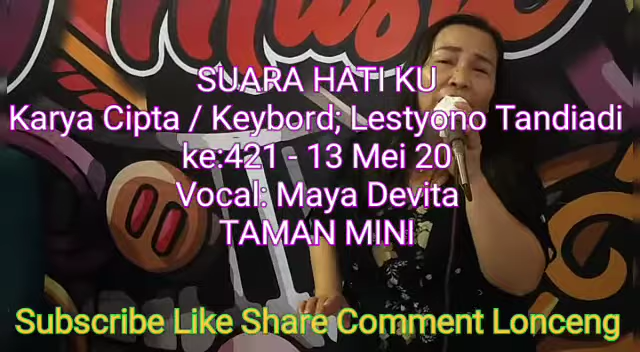 Music
SUARA HATI KU
Karya Cipta / Keybord; Lestyono Tandiadi
ke:421 - 13 Mei 20
Vocal: Maya Devita
TAMAN MINI
Subscribe Like Share Comment Lonceng